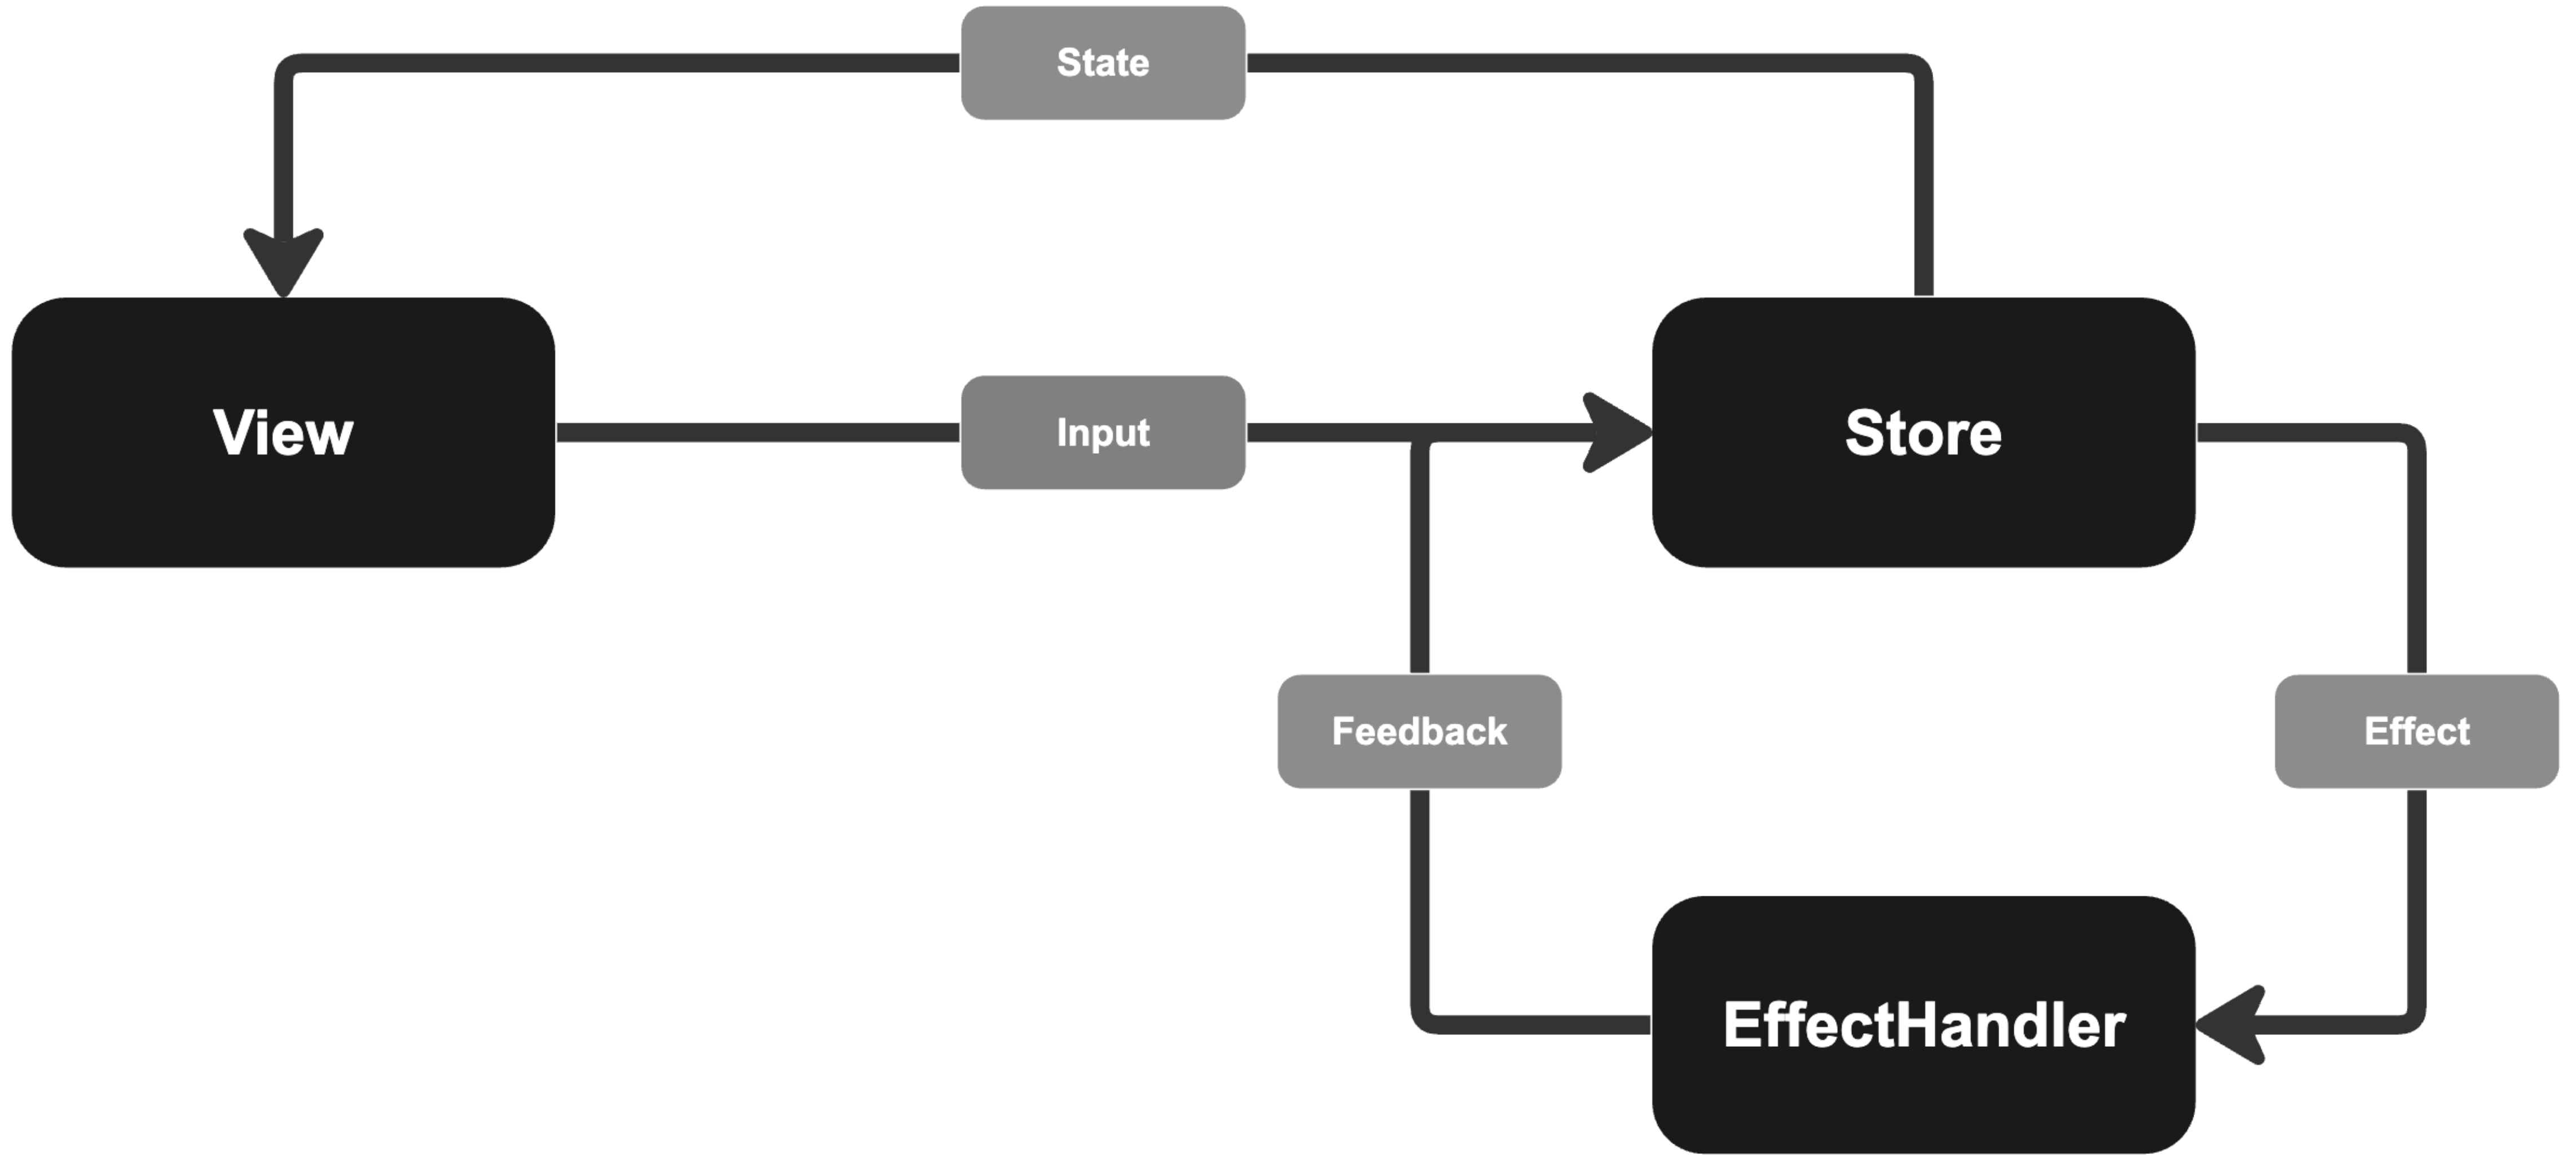 State
View
Input
Store
Feedback
Effect
EffectHandler